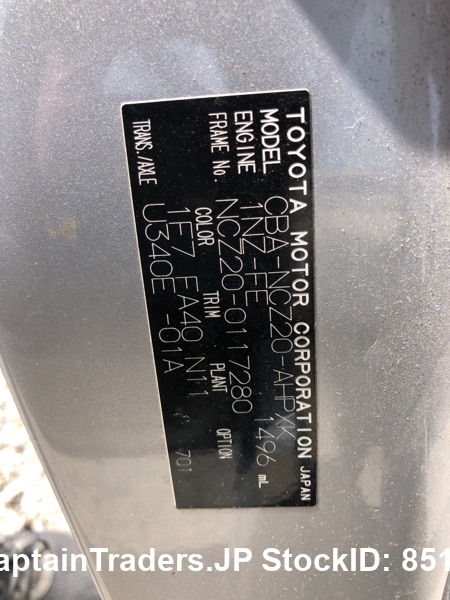 TOYOTA MOTOR CORPORATION JAPAN
MODEL CBA-NCZ20-AHPXK
ENGINE 1NZ-FE 1496 mL
FRAME No. NCZ20-0117280
COLOR TRIM PLANT OPTION
1E7 FA40 N11
TRANS./AXLE U340E -01A 701
aptainTraders.JP StockID: 851